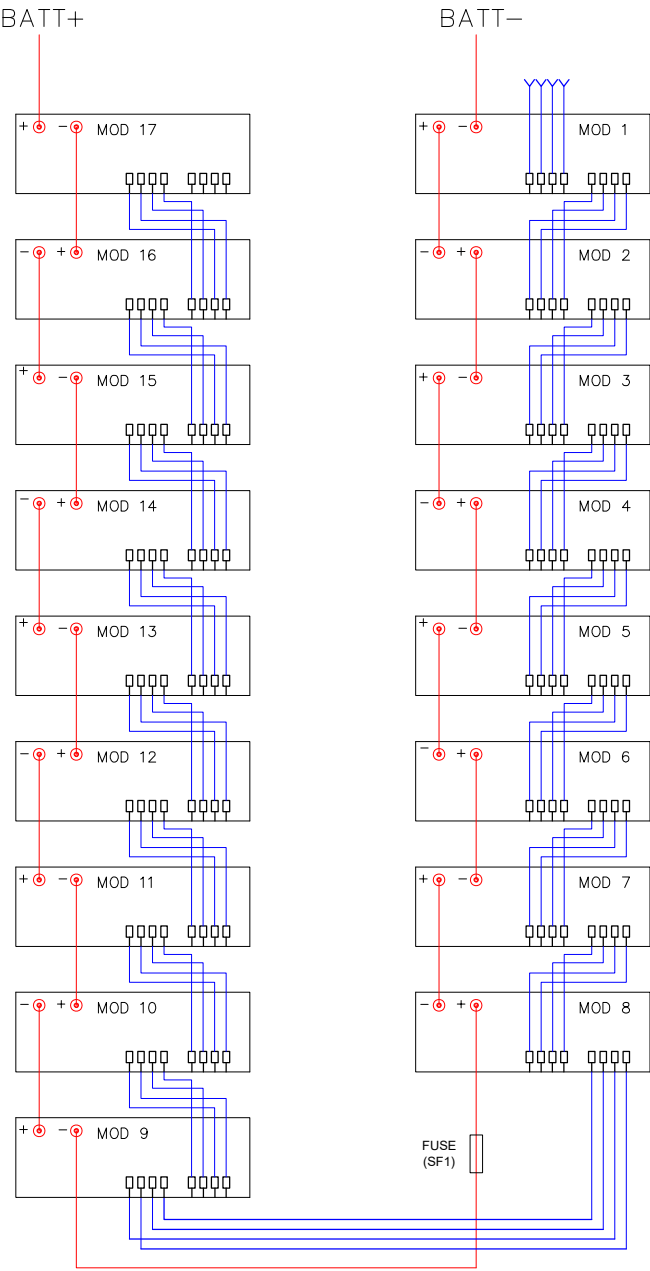 BATT+
BATT-
+ - MOD 17
+ - MOD 1
- + MOD 16
- + MOD 2
+ - MOD 15
+ - MOD 3
- + MOD 14
- + MOD 4
+ - MOD 13
+ - MOD 5
- + MOD 12
- + MOD 6
+ - MOD 11
+ - MOD 7
- + MOD 10
- + MOD 8
+ - MOD 9
FUSE
(SF1)